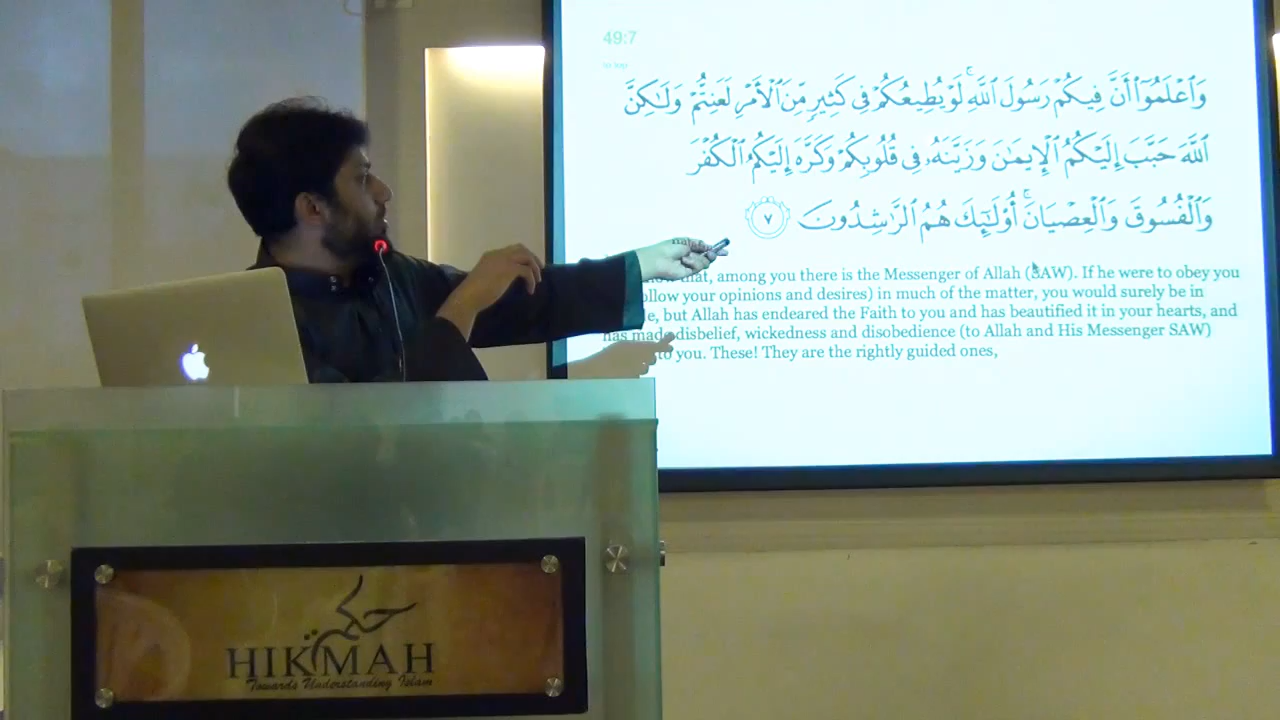 49:7
to top
وَٱعۡلَمُوٓاْ أَنَّ فِيكُمۡ رَسُولَ ٱللَّهِۚ لَوۡ يُطِيعُكُمۡ فِي كَثِيرٖ مِّنَ ٱلۡأَمۡرِ لَعَنِتُّمۡ وَلَٰكِنَّ
ٱللَّهَ حَبَّبَ إِلَيۡكُمُ ٱلۡإِيمَٰنَ وَزَيَّنَهُۥ فِي قُلُوبِكُمۡ وَكَرَّهَ إِلَيۡكُمُ ٱلۡكُفۡرَ
وَٱلۡفُسُوقَ وَٱلۡعِصۡيَانَۚ أُوْلَٰٓئِكَ هُمُ ٱلرَّٰشِدُونَ ٧
that, among you there is the Messenger of Allah (SAW). If he were to obey you
follow your opinions and desires) in much of the matter, you would surely be in
but Allah has endeared the Faith to you and has beautified it in your hearts, and
has made disbelief, wickedness and disobedience (to Allah and His Messenger SAW)
to you. These! They are the rightly guided ones,
حكمة
HIKMAH
Towards Understanding Islam